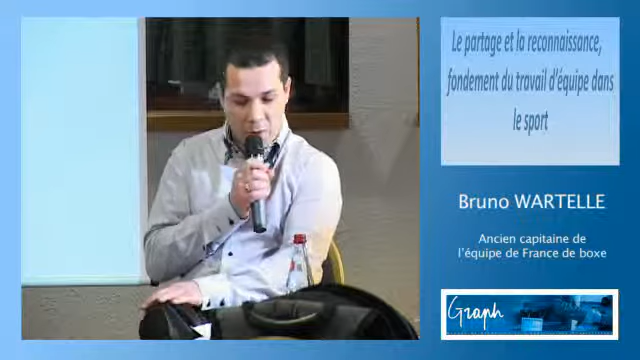 Le partage et la reconnaissance,
fondement du travail d'équipe dans
le sport
Bruno WARTELLE
Ancien capitaine de
l'équipe de France de boxe
Graph